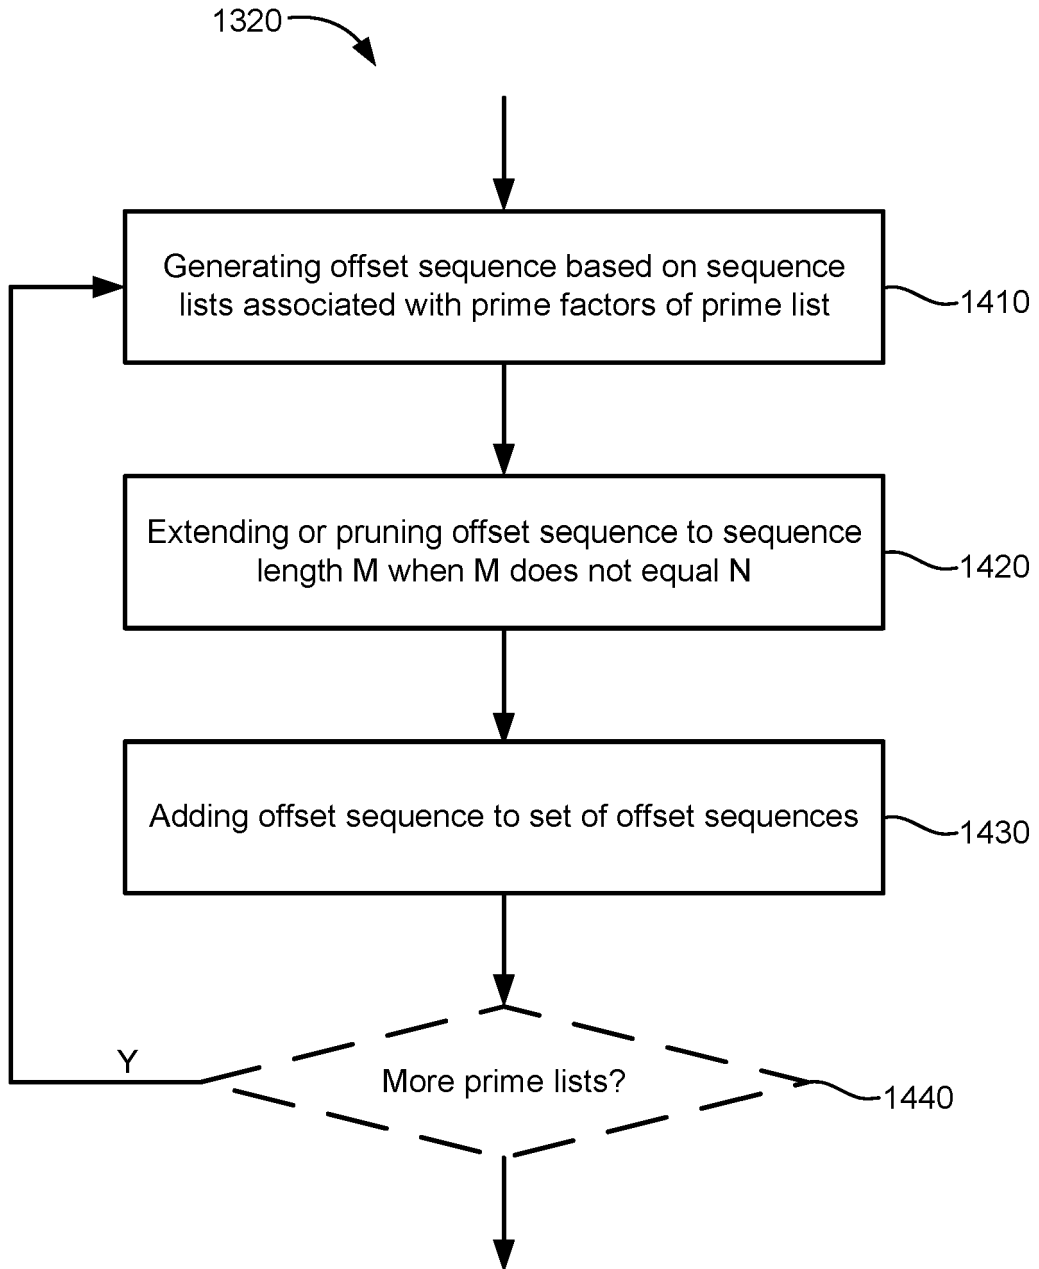 1320
Generating offset sequence based on sequence
lists associated with prime factors of prime list
1410
Extending or pruning offset sequence to sequence
length M when M does not equal N
1420
Adding offset sequence to set of offset sequences
1430
Y
More prime lists?
1440